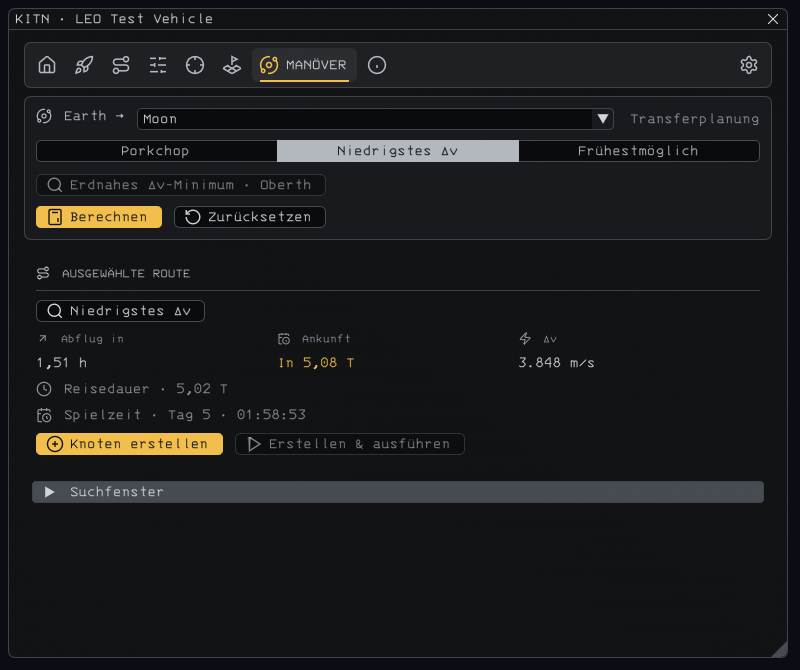 KITN · LEO Test Vehicle
MANÖVER
Earth → Moon Transferplanung
Porkchop Niedrigstes Δv Frühestmöglich
Erdnahes Δv-Minimum · Oberth
Berechnen Zurücksetzen
AUSGEWÄHLTE ROUTE
Niedrigstes Δv
Abflug in Ankunft Δv
1,51 h In 5,08 T 3.848 m/s
Reisedauer · 5,02 T
Spielzeit · Tag 5 · 01:58:53
Knoten erstellen Erstellen & ausführen
Suchfenster